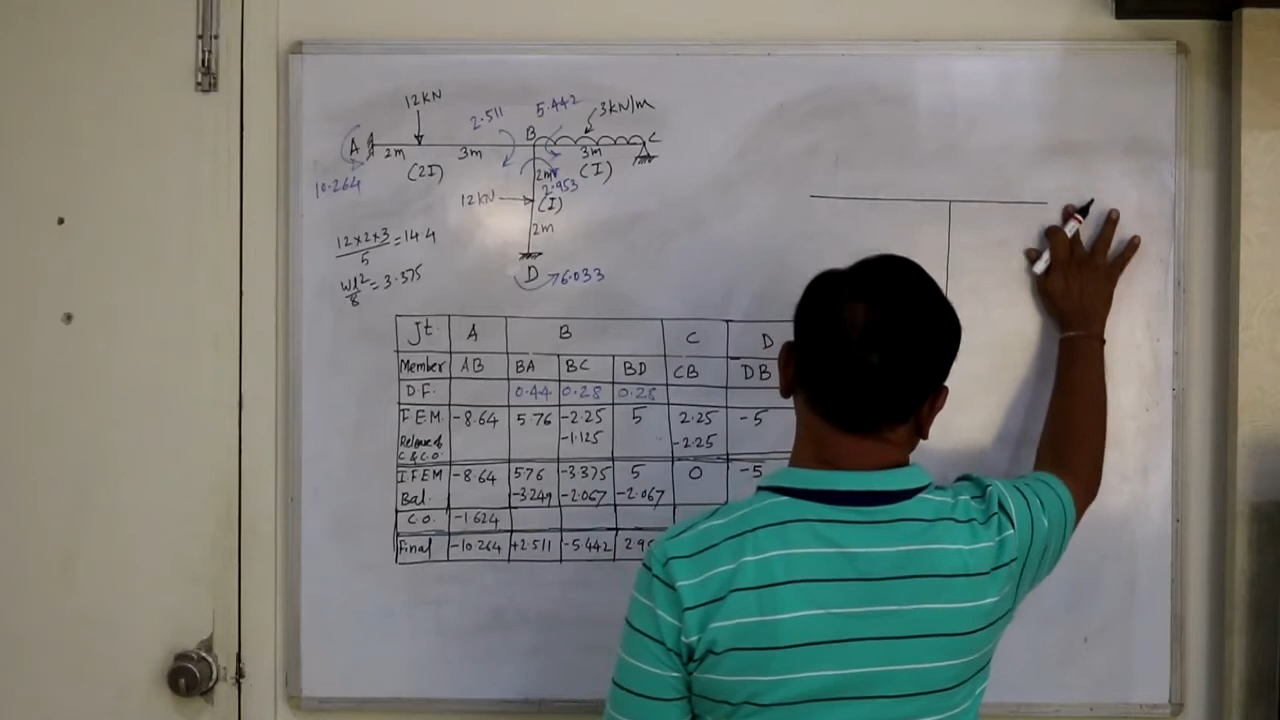 12kN
2.511
5.442
3kN/m
A
B
C
2m
3m
3m
(2I)
(I)
10.264
2m
2.953
12kN
(I)
2m
D
6.033
12×2×3/5 = 14.4
wl²/8 = 3.375
Jt. A B C D
Member AB BA BC BD CB DB
D.F. 0.44 0.28 0.28
F.E.M. -8.64 5.76 -2.25 5 2.25 -5
Release of C & C.O. -1.125 -2.25
I F E M -8.64 5.76 -3.375 5 0 -5
Bal. -3.249 -2.067 -2.067
C.O. -1.624
Final -10.264 +2.511 -5.442